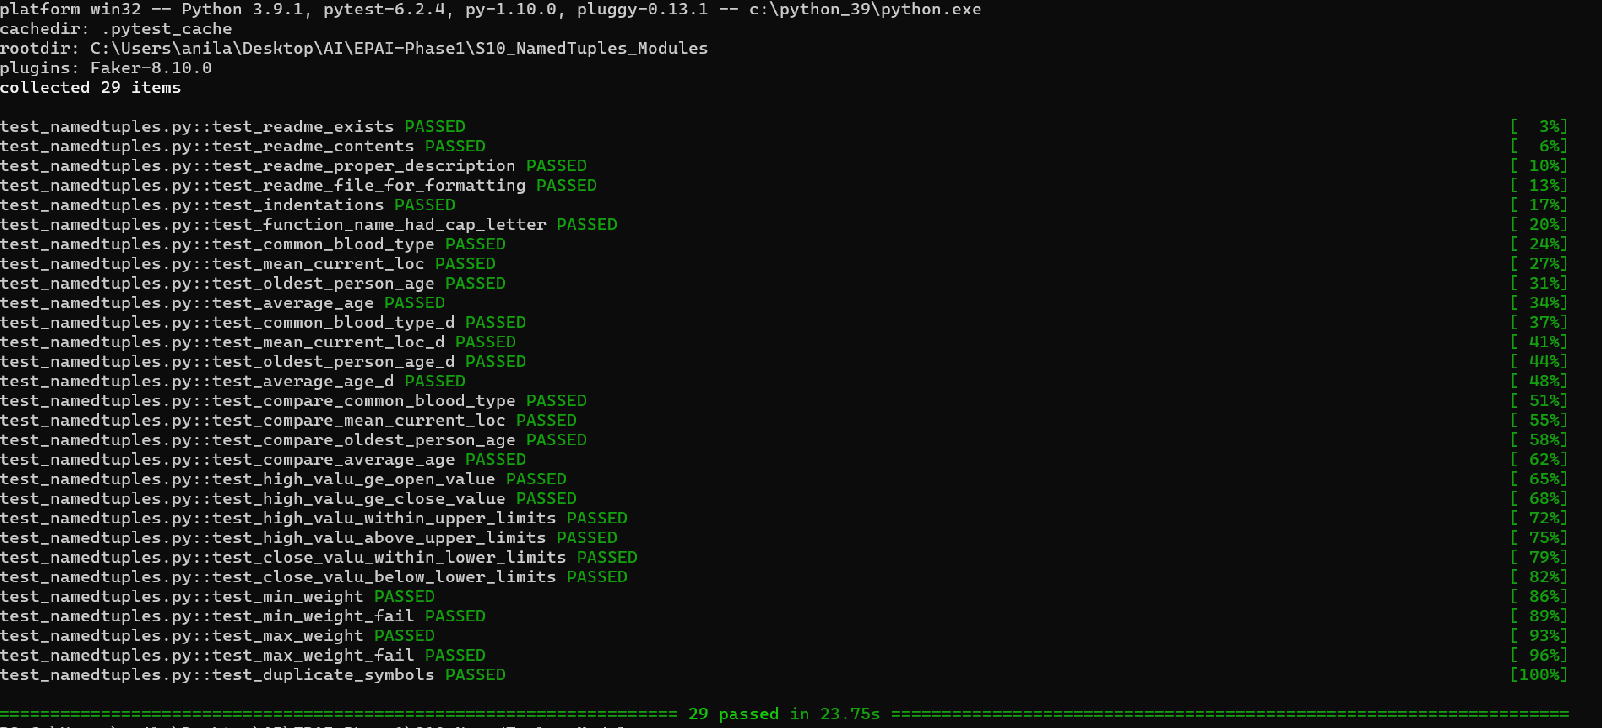 platform win32 -- Python 3.9.1, pytest-6.2.4, py-1.10.0, pluggy-0.13.1 -- c:\python_39\python.exe
cachedir: .pytest_cache
rootdir: C:\Users\anila\Desktop\AI\EPAI-Phase1\S10_NamedTuples_Modules
plugins: Faker-8.10.0
collected 29 items
test_namedtuples.py::test_readme_exists PASSED [  3%]
test_namedtuples.py::test_readme_contents PASSED [  6%]
test_namedtuples.py::test_readme_proper_description PASSED [ 10%]
test_namedtuples.py::test_readme_file_for_formatting PASSED [ 13%]
test_namedtuples.py::test_indentations PASSED [ 17%]
test_namedtuples.py::test_function_name_had_cap_letter PASSED [ 20%]
test_namedtuples.py::test_common_blood_type PASSED [ 24%]
test_namedtuples.py::test_mean_current_loc PASSED [ 27%]
test_namedtuples.py::test_oldest_person_age PASSED [ 31%]
test_namedtuples.py::test_average_age PASSED [ 34%]
test_namedtuples.py::test_common_blood_type_d PASSED [ 37%]
test_namedtuples.py::test_mean_current_loc_d PASSED [ 41%]
test_namedtuples.py::test_oldest_person_age_d PASSED [ 44%]
test_namedtuples.py::test_average_age_d PASSED [ 48%]
test_namedtuples.py::test_compare_common_blood_type PASSED [ 51%]
test_namedtuples.py::test_compare_mean_current_loc PASSED [ 55%]
test_namedtuples.py::test_compare_oldest_person_age PASSED [ 58%]
test_namedtuples.py::test_compare_average_age PASSED [ 62%]
test_namedtuples.py::test_high_valu_ge_open_value PASSED [ 65%]
test_namedtuples.py::test_high_valu_ge_close_value PASSED [ 68%]
test_namedtuples.py::test_high_valu_within_upper_limits PASSED [ 72%]
test_namedtuples.py::test_high_valu_above_upper_limits PASSED [ 75%]
test_namedtuples.py::test_close_valu_within_lower_limits PASSED [ 79%]
test_namedtuples.py::test_close_valu_below_lower_limits PASSED [ 82%]
test_namedtuples.py::test_min_weight PASSED [ 86%]
test_namedtuples.py::test_min_weight_fail PASSED [ 89%]
test_namedtuples.py::test_max_weight PASSED [ 93%]
test_namedtuples.py::test_max_weight_fail PASSED [ 96%]
test_namedtuples.py::test_duplicate_symbols PASSED [100%]
=================================================================== 29 passed in 23.75s ===================================================================